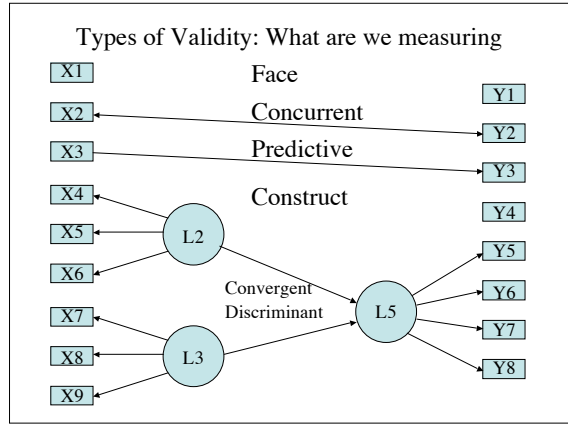 Types of Validity: What are we measuring
X1
Face
Y1
X2
Concurrent
Y2
X3
Predictive
Y3
X4
Construct
Y4
L2
X5
Y5
X6
Convergent
Discriminant
L5
Y6
X7
Y7
L3
X8
Y8
X9